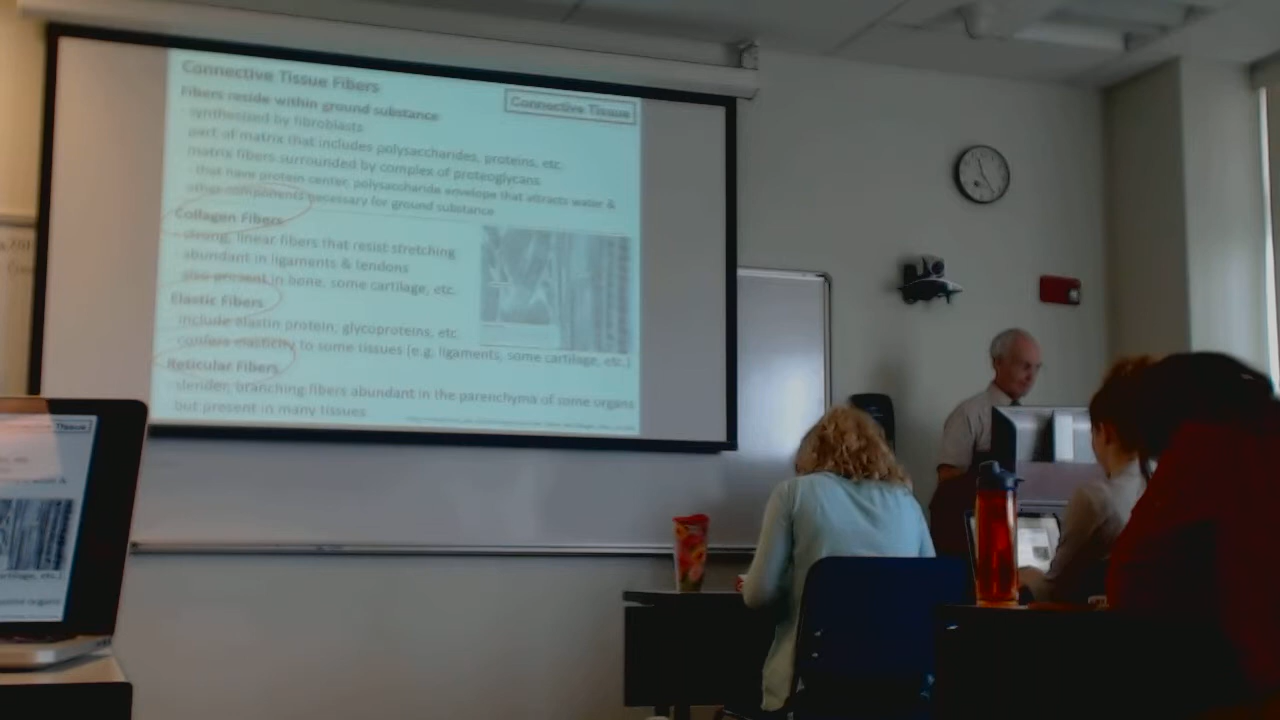 Connective Tissue Fibers
Connective Tissue
Fibers reside within ground substance
- synthesized by fibroblasts
part of matrix that includes polysaccharides, proteins, etc.
matrix fibers surrounded by complex of proteoglycans
- that have protein center, polysaccharide envelope that attracts water &
other components necessary for ground substance
Collagen Fibers
- strong, linear fibers that resist stretching
abundant in ligaments & tendons
also present in bone, some cartilage, etc.
Elastic Fibers
include elastin protein, glycoproteins, etc
confers elasticity to some tissues (e.g. ligaments, some cartilage, etc.)
Reticular Fibers
slender, branching fibers abundant in the parenchyma of some organs
but present in many tissues
Tissue